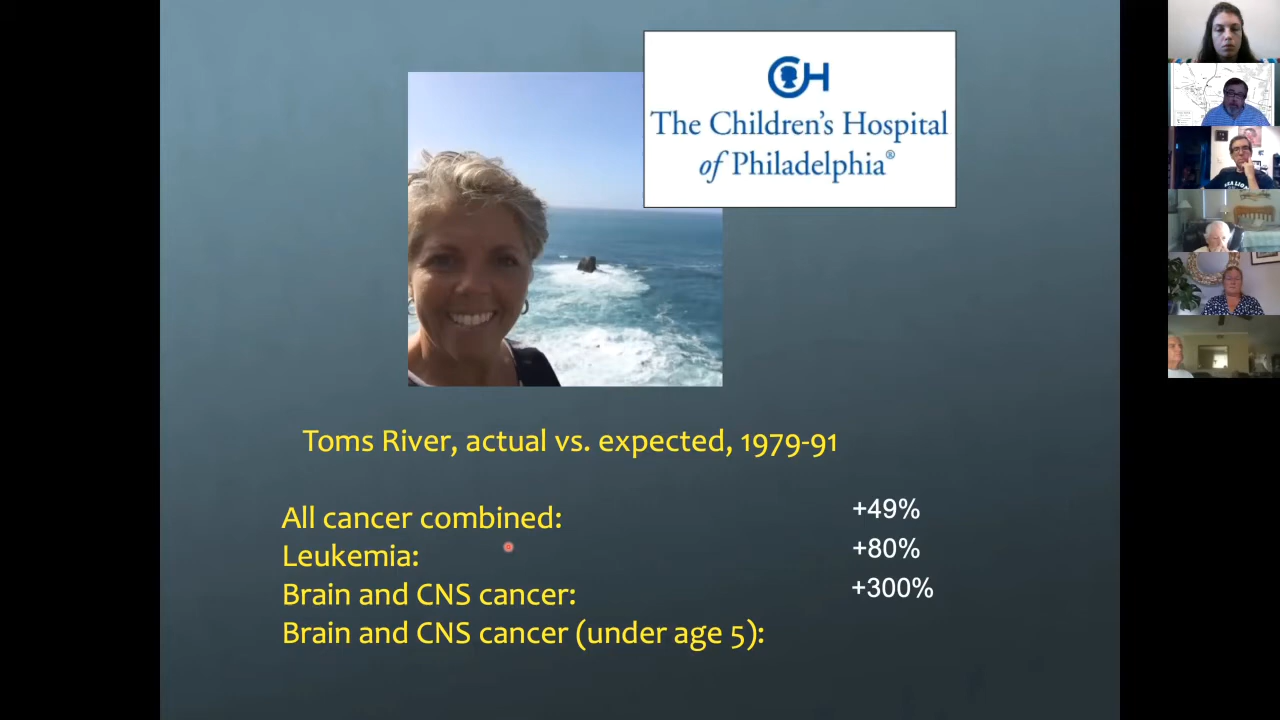 CH
The Children's Hospital
of Philadelphia®
Toms River, actual vs. expected, 1979-91
All cancer combined:
+49%
Leukemia:
+80%
Brain and CNS cancer:
+300%
Brain and CNS cancer (under age 5):